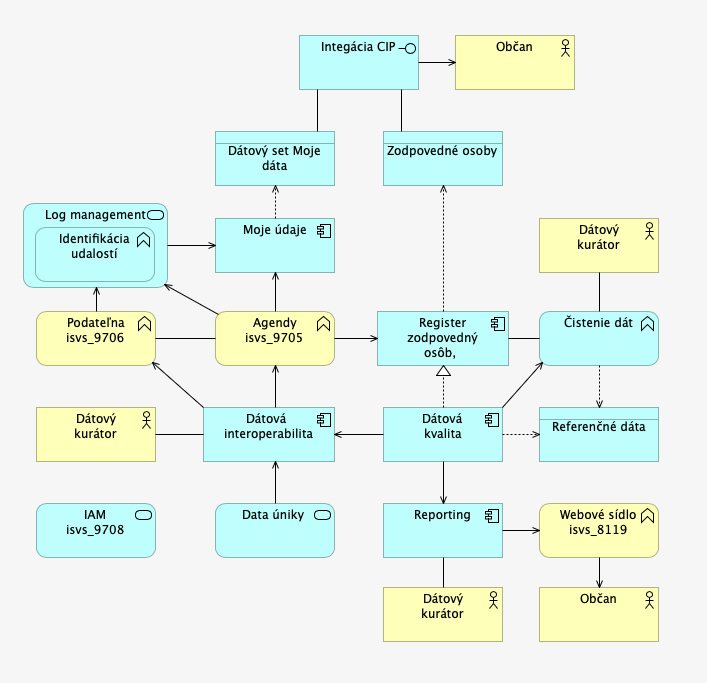 Integácia CIP
Občan
Dátový set Moje
dáta
Zodpovedné osoby
Log management
Identifikácia
udalostí
Moje údaje
Dátový
kurátor
Podateľna
isvs_9706
Agendy
isvs_9705
Register
zodpovedný
osôb,
Čistenie dát
Dátový
kurátor
Dátová
interoperabilita
Dátová
kvalita
Referenčné dáta
IAM
isvs_9708
Data úniky
Reporting
Webové sídlo
isvs_8119
Dátový
kurátor
Občan